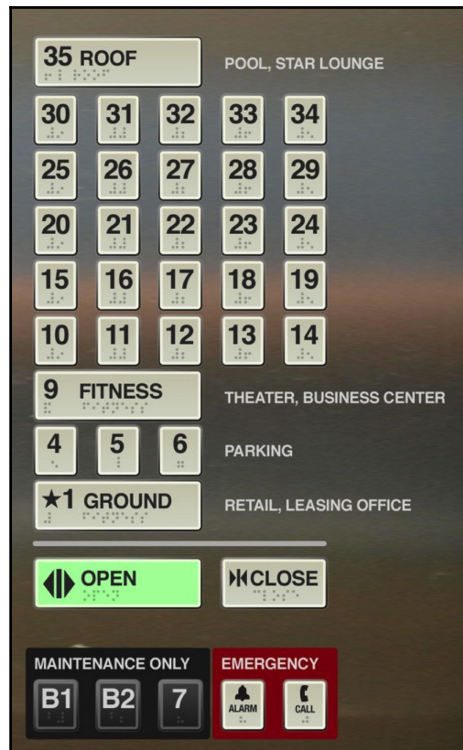 35 ROOF POOL, STAR LOUNGE
30 31 32 33 34
25 26 27 28 29
20 21 22 23 24
15 16 17 18 19
10 11 12 13 14
9 FITNESS THEATER, BUSINESS CENTER
4 5 6 PARKING
★1 GROUND RETAIL, LEASING OFFICE
OPEN CLOSE
MAINTENANCE ONLY EMERGENCY
B1 B2 7 ALARM CALL